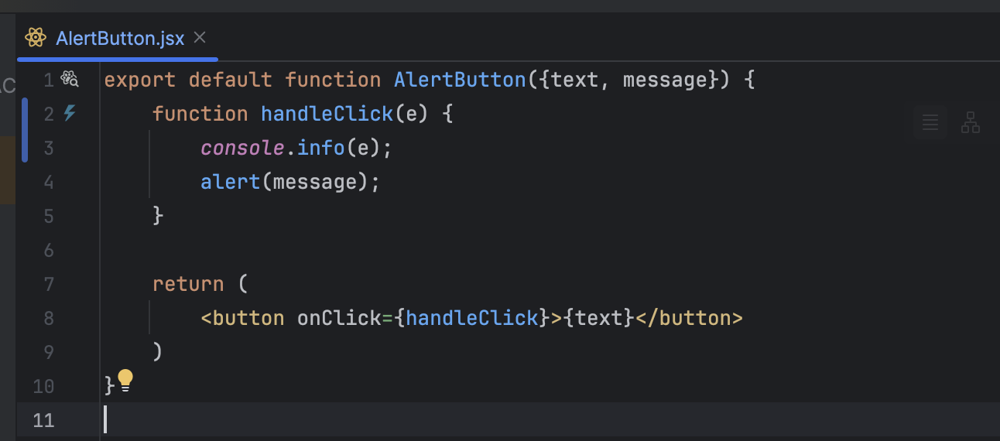 AlertButton.jsx
1 export default function AlertButton({text, message}) {
2 function handleClick(e) {
3 console.info(e);
4 alert(message);
5 }
6
7 return (
8 <button onClick={handleClick}>{text}</button>
9 )
10 }
11